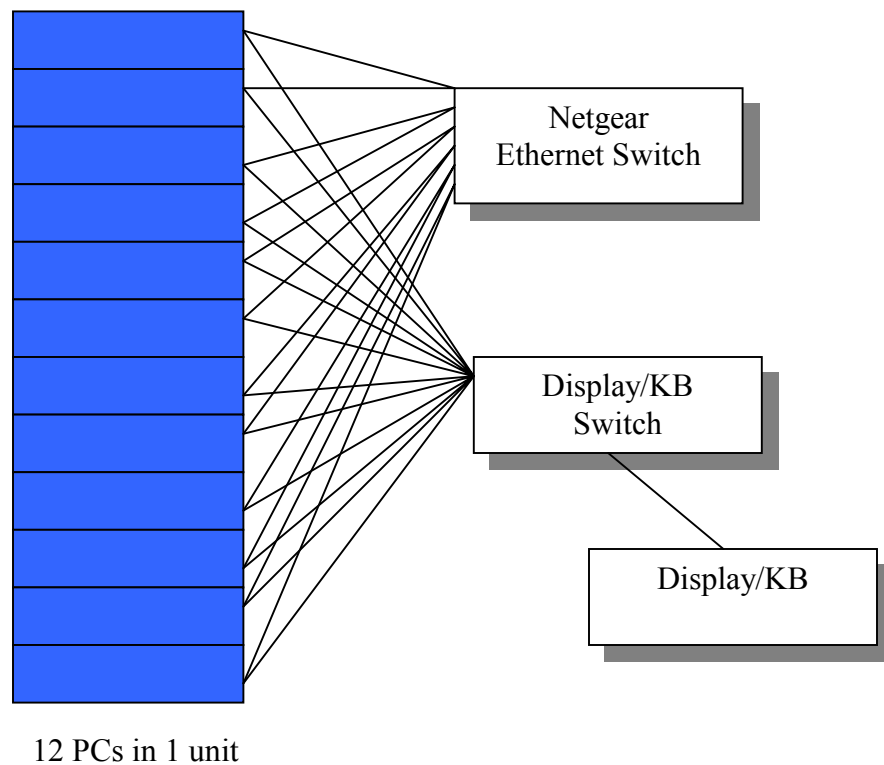 Netgear
Ethernet Switch
Display/KB
Switch
Display/KB
12 PCs in 1 unit